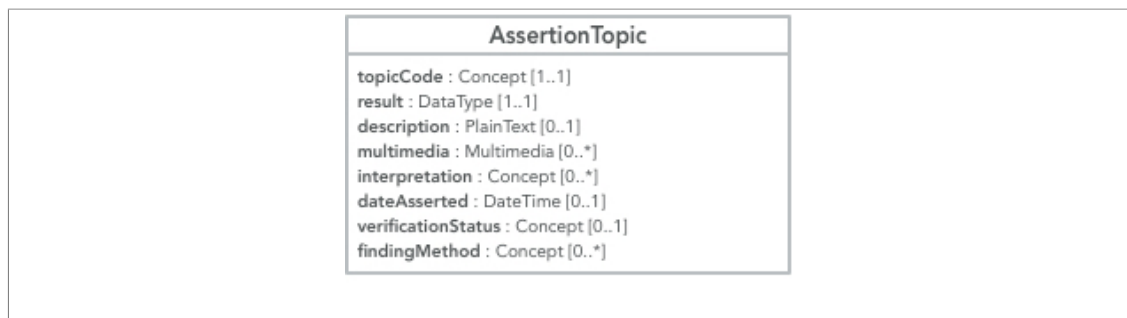 AssertionTopic
topicCode : Concept [1..1]
result : DataType [1..1]
description : PlainText [0..1]
multimedia : Multimedia [0..*]
interpretation : Concept [0..*]
dateAsserted : DateTime [0..1]
verificationStatus : Concept [0..1]
findingMethod : Concept [0..*]